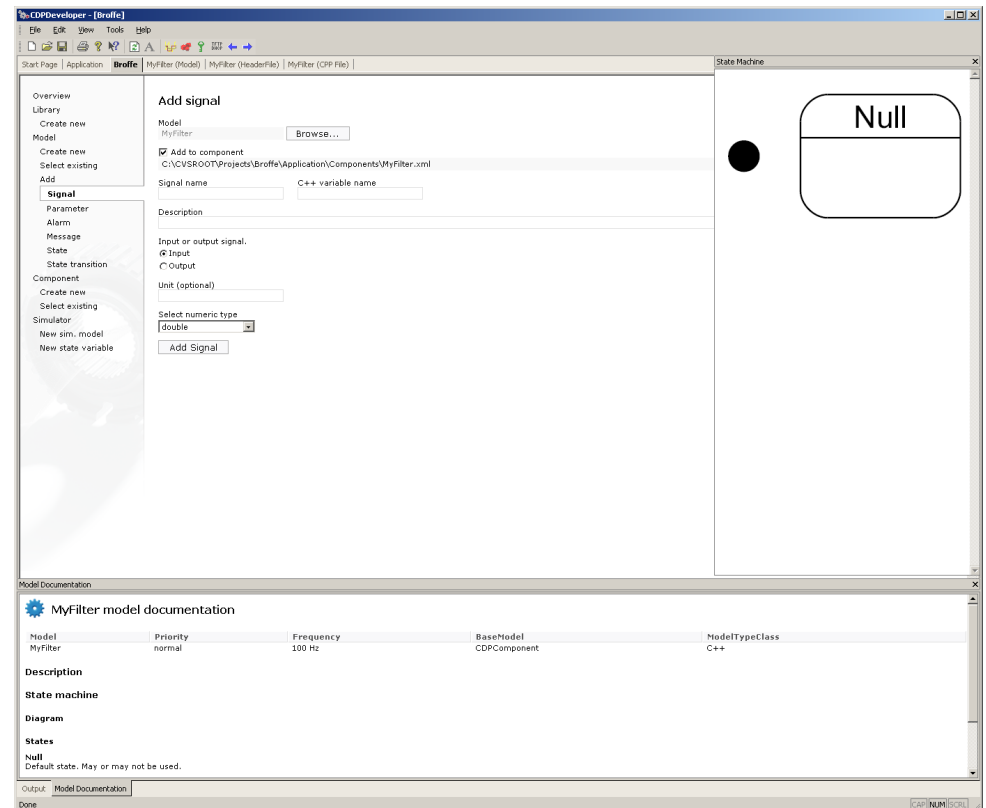 CDPDeveloper - [Broffe]
File Edit View Tools Help
Start Page Application Broffe MyFilter (Model) MyFilter (HeaderFile) MyFilter (CPP File)
State Machine
Overview
Library
Create new
Model
Create new
Select existing
Add
Signal
Parameter
Alarm
Message
State
State transition
Component
Create new
Select existing
Simulator
New sim. model
New state variable
Add signal
Model
MyFilter
Browse...
Add to component
C:\CVSROOT\Projects\Broffe\Application\Components\MyFilter.xml
Signal name C++ variable name
Description
Input or output signal.
Input
Output
Unit (optional)
Select numeric type
double
Add Signal
Null
Model Documentation
MyFilter model documentation
Model Priority Frequency BaseModel ModelTypeClass
MyFilter normal 100 Hz CDPComponent C++
Description
State machine
Diagram
States
Null
Default state. May or may not be used.
Output Model Documentation
Done
CAP NUM SCRL